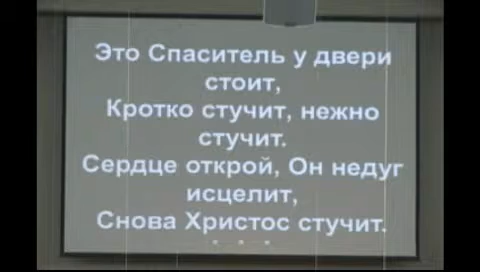 Это Спаситель у двери
стоит,
Кротко стучит, нежно
стучит.
Сердце открой, Он недуг
исцелит,
Снова Христос стучит.